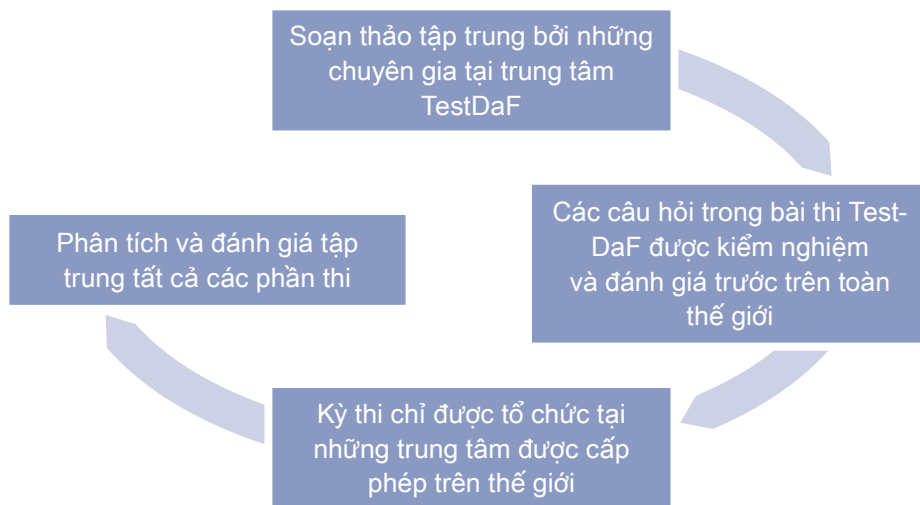 Soạn thảo tập trung bởi những
chuyên gia tại trung tâm
TestDaF
Các câu hỏi trong bài thi Test-
DaF được kiểm nghiệm
và đánh giá trước trên toàn
thế giới
Kỳ thi chỉ được tổ chức tại
những trung tâm được cấp
phép trên thế giới
Phân tích và đánh giá tập
trung tất cả các phần thi